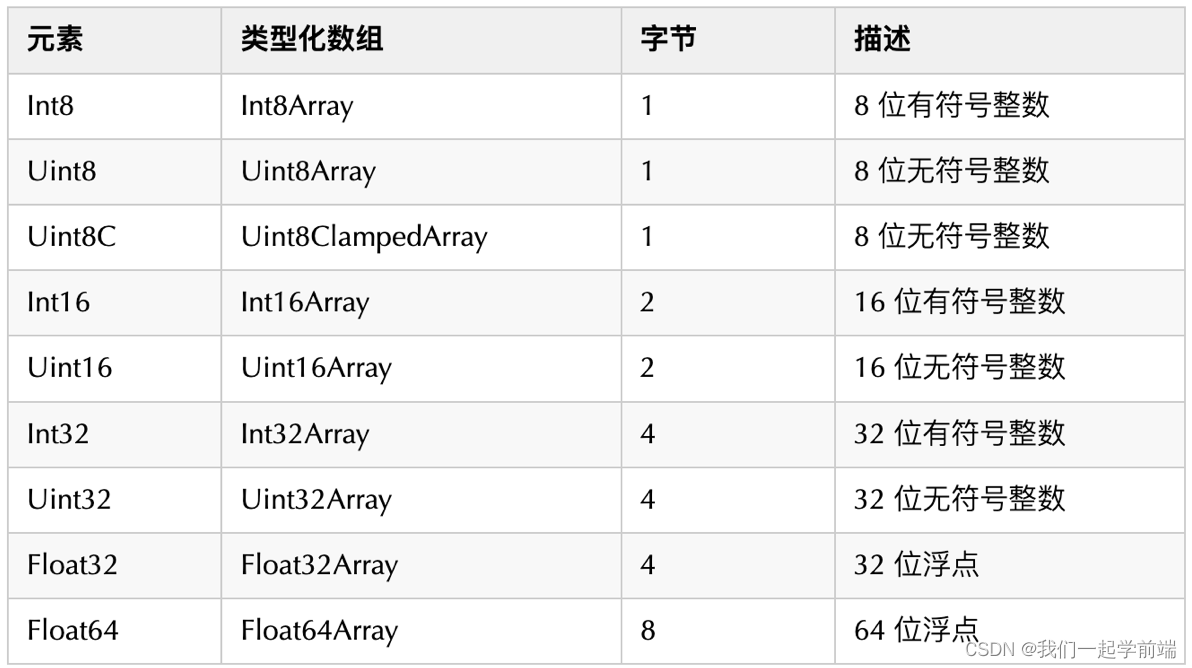 元素 类型化数组 字节 描述
Int8 Int8Array 1 8 位有符号整数
Uint8 Uint8Array 1 8 位无符号整数
Uint8C Uint8ClampedArray 1 8 位无符号整数
Int16 Int16Array 2 16 位有符号整数
Uint16 Uint16Array 2 16 位无符号整数
Int32 Int32Array 4 32 位有符号整数
Uint32 Uint32Array 4 32 位无符号整数
Float32 Float32Array 4 32 位浮点
Float64 Float64Array 8 64 位浮点
CSDN @我们一起学前端